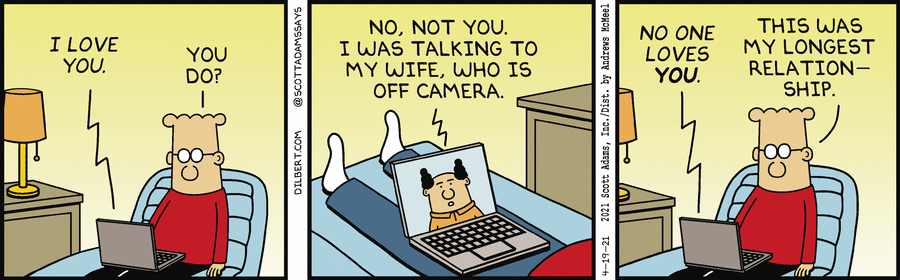 I LOVE
YOU.
YOU
DO?
DILBERT.COM @SCOTTADAMSSAYS
NO, NOT YOU.
I WAS TALKING TO
MY WIFE, WHO IS
OFF CAMERA.
4-19-21 2021 Scott Adams, Inc./Dist. by Andrews McMeel
NO ONE
LOVES
YOU.
THIS WAS
MY LONGEST
RELATION-
SHIP.